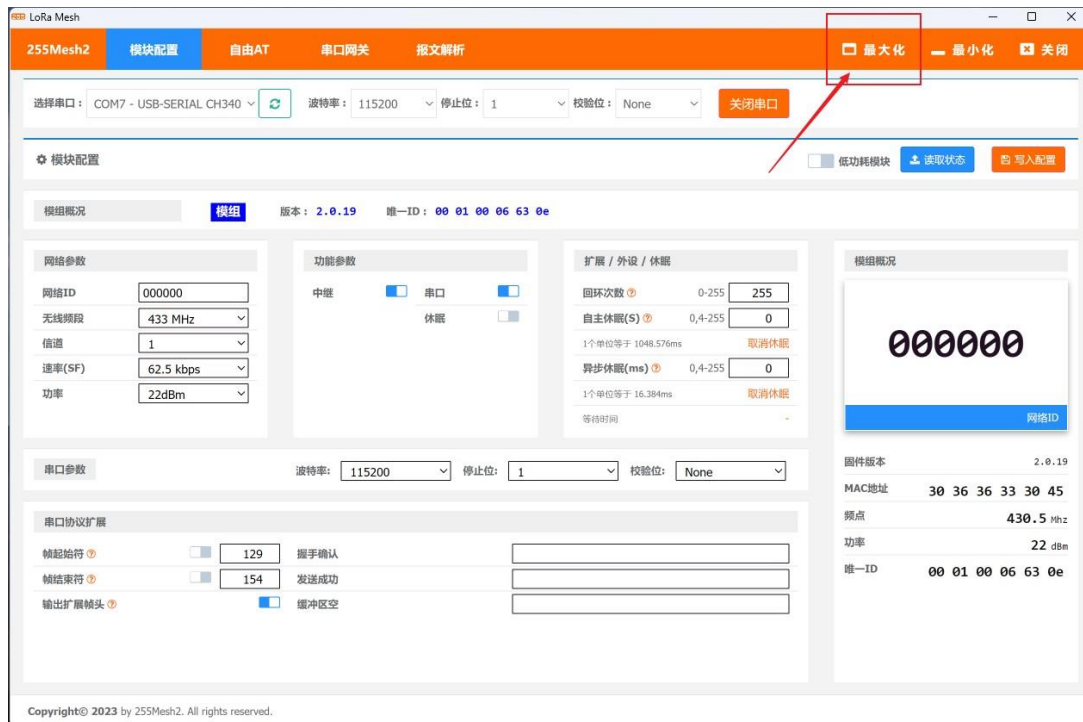 LoRa Mesh
255Mesh2 模块配置 自由AT 串口网关 报文解析 最大化 最小化 关闭
选择串口： COM7 - USB-SERIAL CH340 波特率： 115200 停止位： 1 校验位： None 关闭串口
模块配置 低功耗模块 读取状态 写入配置
模组概况 模组 版本： 2.0.19 唯一ID： 00 01 00 06 63 0e
网络参数
网络ID 000000
无线频段 433 MHz
信道 1
速率(SF) 62.5 kbps
功率 22dBm
功能参数
中继 串口
休眠
扩展 / 外设 / 休眠
回环次数 ? 0-255 255
自主休眠(S) ? 0,4-255 0
1个单位等于 1048.576ms 取消休眠
异步休眠(ms) ? 0,4-255 0
1个单位等于 16.384ms 取消休眠
等待时间 -
模组概况
000000
网络ID
固件版本 2.0.19
MAC地址 30 36 36 33 30 45
频点 430.5 Mhz
功率 22 dBm
唯一ID 00 01 00 06 63 0e
串口参数 波特率: 115200 停止位: 1 校验位: None
串口协议扩展
帧起始符 ? 129 握手确认
帧结束符 ? 154 发送成功
输出扩展帧头 ? 缓冲区空
Copyright© 2023 by 255Mesh2. All rights reserved.